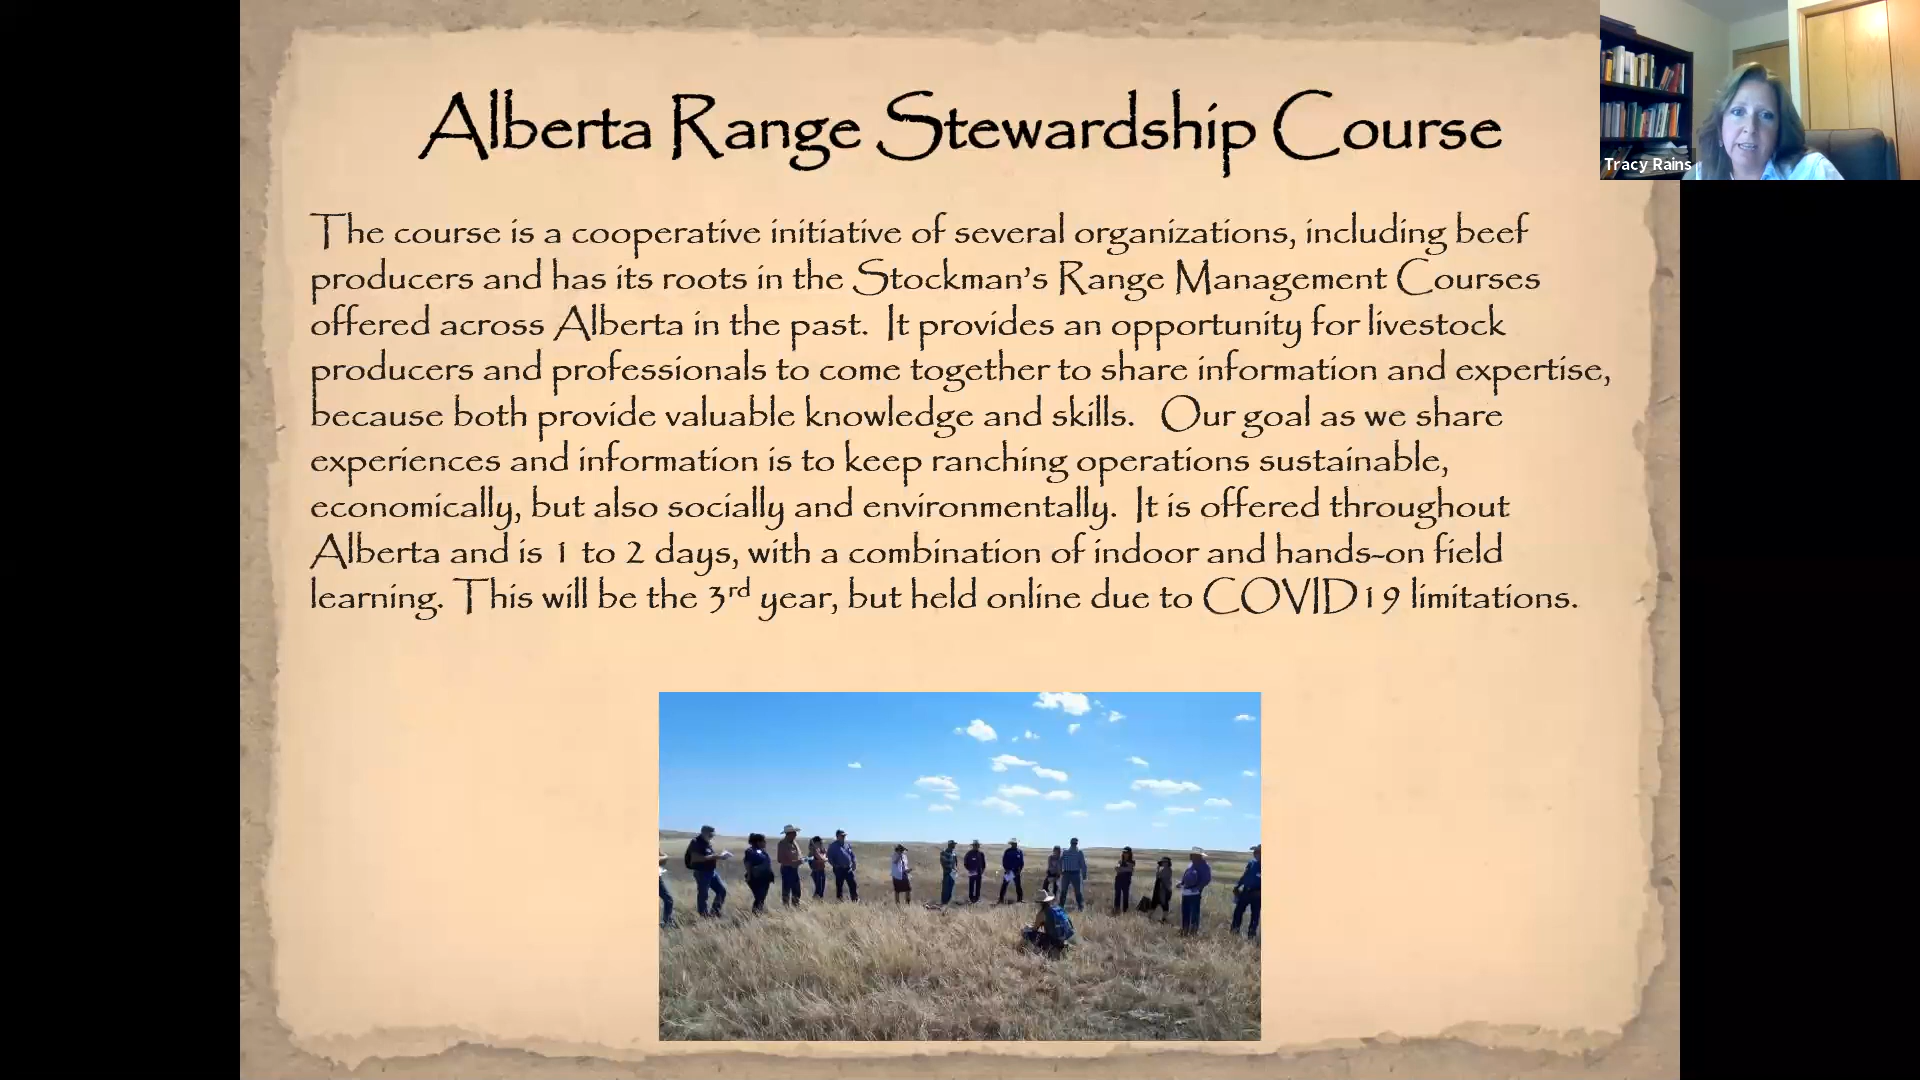 Alberta Range Stewardship Course
Tracy Rains
The course is a cooperative initiative of several organizations, including beef
producers and has its roots in the Stockman's Range Management Courses
offered across Alberta in the past. It provides an opportunity for livestock
producers and professionals to come together to share information and expertise,
because both provide valuable knowledge and skills. Our goal as we share
experiences and information is to keep ranching operations sustainable,
economically, but also socially and environmentally. It is offered throughout
Alberta and is 1 to 2 days, with a combination of indoor and hands-on field
learning. This will be the 3rd year, but held online due to COVID19 limitations.